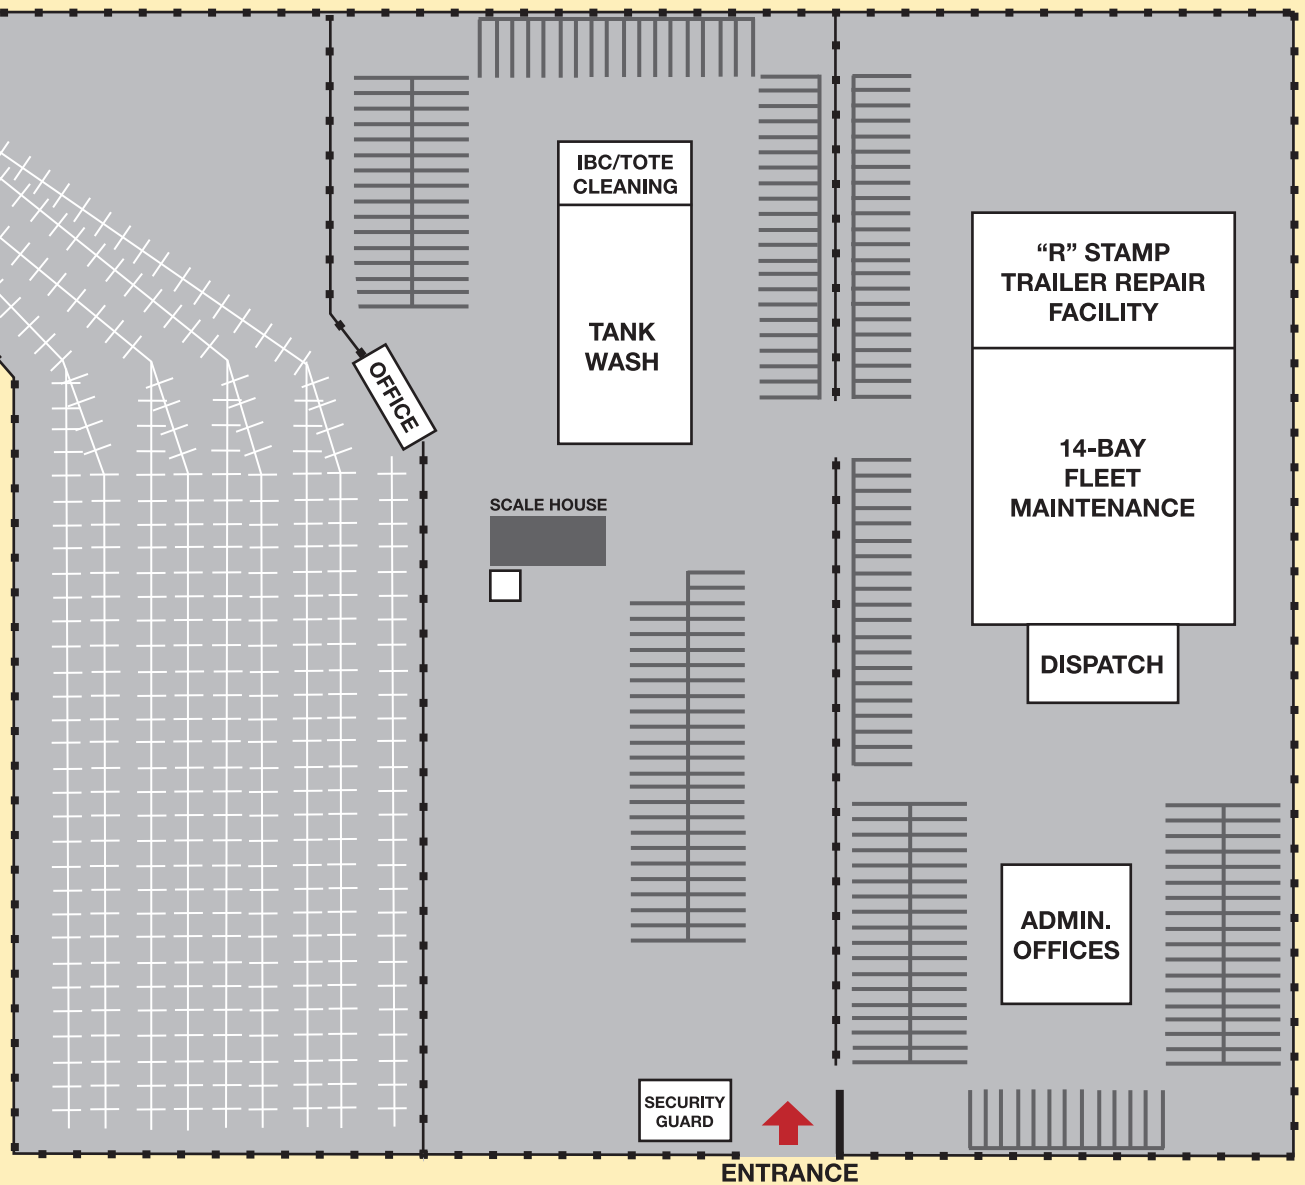 IBC/TOTE
CLEANING
TANK
WASH
“R” STAMP
TRAILER REPAIR
FACILITY
14-BAY
FLEET
MAINTENANCE
DISPATCH
OFFICE
SCALE HOUSE
ADMIN.
OFFICES
SECURITY
GUARD
ENTRANCE